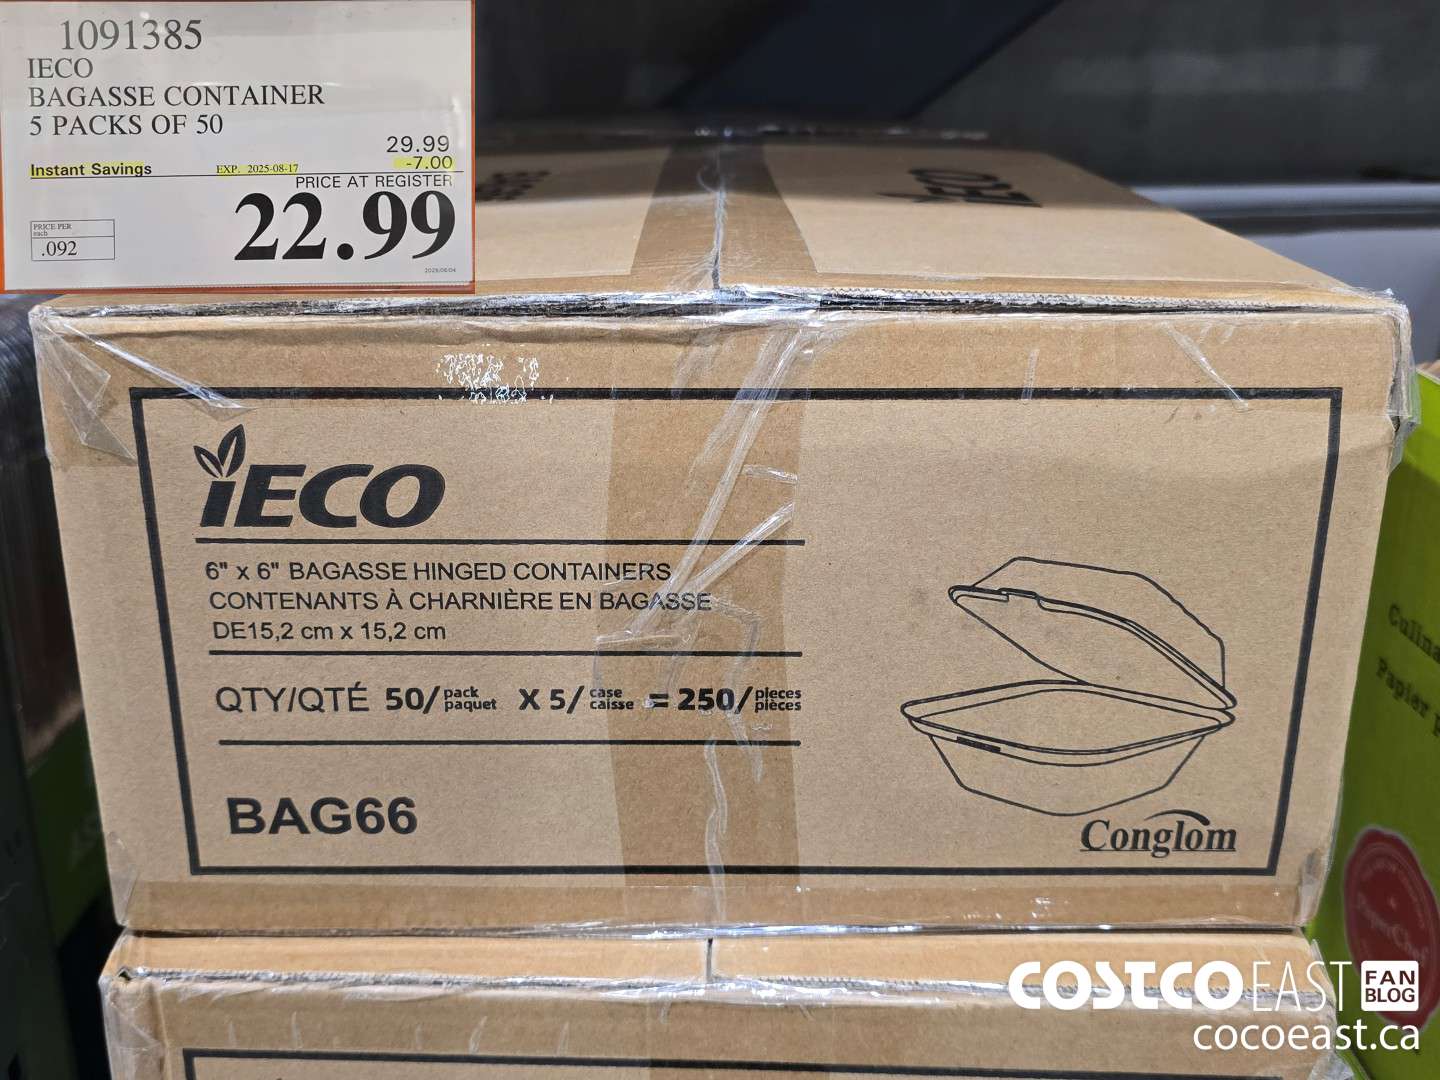 1091385
IECO
BAGASSE CONTAINER
5 PACKS OF 50
29.99
Instant Savings EXP. 2025-08-17 -7.00
PRICE AT REGISTER
22.99
PRICE PER
each
.092
IECO
iECO
6" x 6" BAGASSE HINGED CONTAINERS
CONTENANTS À CHARNIÈRE EN BAGASSE
DE15,2 cm x 15,2 cm
QTY/QTÉ 50/pack paquet X 5/case caisse = 250/pieces pièces
BAG66
Conglom
Papier
COSTCO EAST FAN BLOG
cocoeast.ca